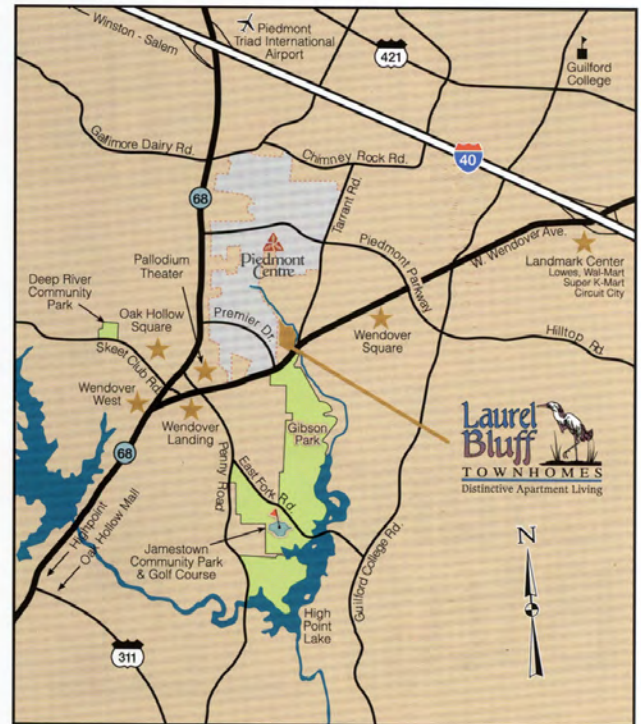 Winston - Salem
Piedmont
Triad International
Airport
421
Guilford
College
Gallimore Dairy Rd.
Chimney Rock Rd.
40
68
Tarrant Rd.
Piedmont
Centre
Piedmont Parkway
W. Wendover Ave.
Landmark Center
Lowes, Wal-Mart
Super K-Mart
Circuit City
Pallodium
Theater
Deep River
Community
Park
Oak Hollow
Square
Premier Dr.
Wendover
Square
Hilltop Rd.
Skeet Club Rd.
Wendover
West
Wendover
Landing
Gibson
Park
Laurel
Bluff
TOWNHOMES
Distinctive Apartment Living
68
Penny Road
East Fork Rd.
Highpoint
Oak Hollow Mall
Jamestown
Community Park
& Golf Course
Guilford College Rd.
N
High
Point
Lake
311